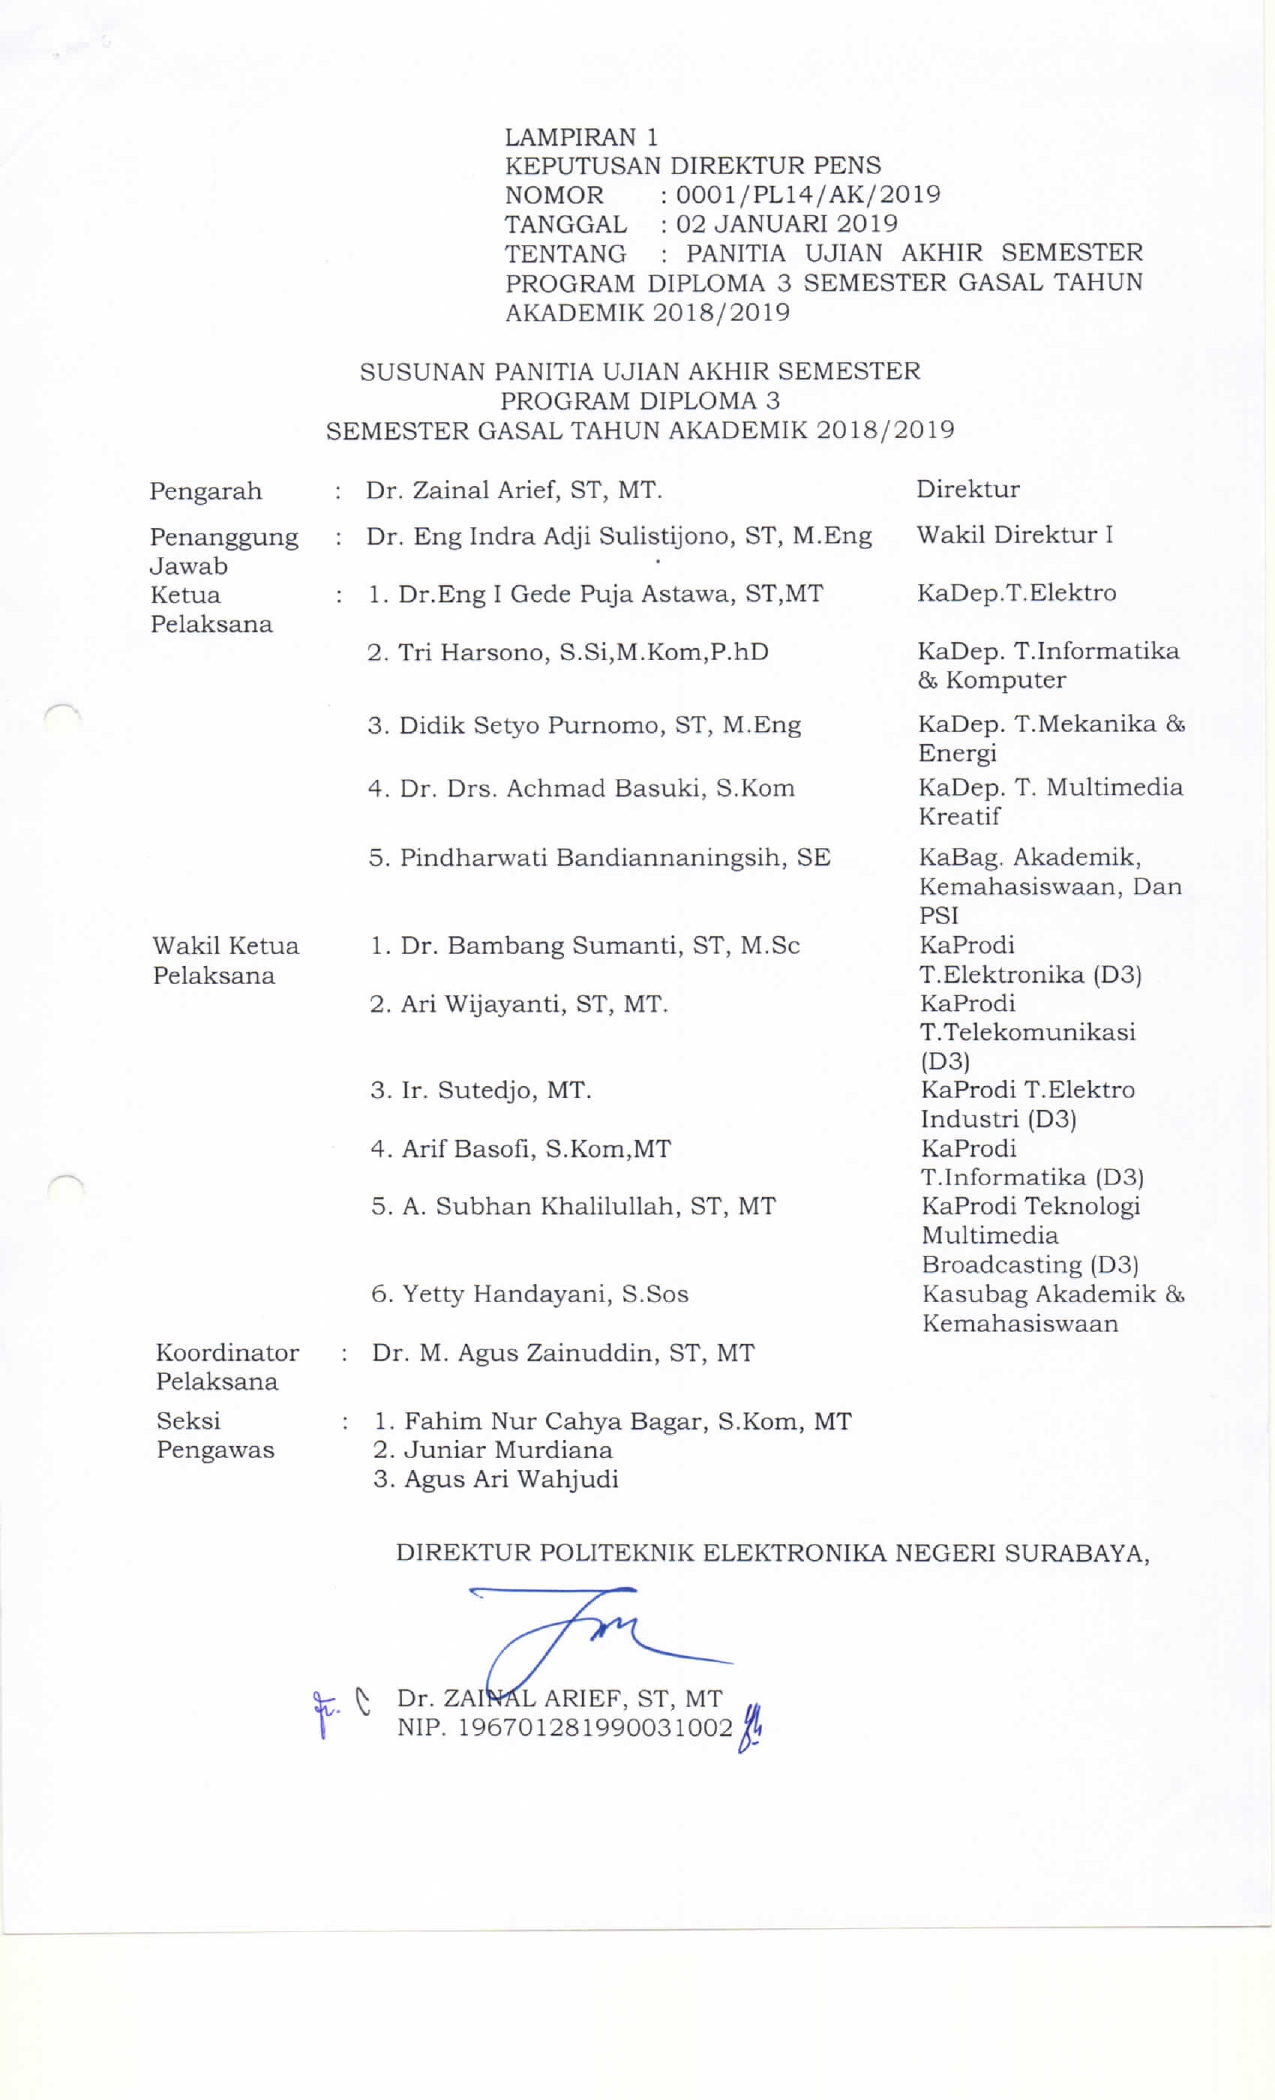 LAMPIRAN 1
KEPUTUSAN DIREKTUR PENS
NOMOR : 0001/PL14/AK/2019
TANGGAL : 02 JANUARI 2019
TENTANG : PANITIA UJIAN AKHIR SEMESTER
PROGRAM DIPLOMA 3 SEMESTER GASAL TAHUN
AKADEMIK 2018/2019
SUSUNAN PANITIA UJIAN AKHIR SEMESTER
PROGRAM DIPLOMA 3
SEMESTER GASAL TAHUN AKADEMIK 2018/2019
Pengarah : Dr. Zainal Arief, ST, MT. Direktur
Penanggung : Dr. Eng Indra Adji Sulistijono, ST, M.Eng Wakil Direktur I
Jawab
Ketua : 1. Dr.Eng I Gede Puja Astawa, ST,MT KaDep.T.Elektro
Pelaksana
2. Tri Harsono, S.Si,M.Kom,P.hD KaDep. T.Informatika
& Komputer
3. Didik Setyo Purnomo, ST, M.Eng KaDep. T.Mekanika &
Energi
4. Dr. Drs. Achmad Basuki, S.Kom KaDep. T. Multimedia
Kreatif
5. Pindharwati Bandiannaningsih, SE KaBag. Akademik,
Kemahasiswaan, Dan
PSI
Wakil Ketua 1. Dr. Bambang Sumanti, ST, M.Sc KaProdi
Pelaksana T.Elektronika (D3)
2. Ari Wijayanti, ST, MT. KaProdi
T.Telekomunikasi
(D3)
3. Ir. Sutedjo, MT. KaProdi T.Elektro
Industri (D3)
4. Arif Basofi, S.Kom,MT KaProdi
T.Informatika (D3)
5. A. Subhan Khalilullah, ST, MT KaProdi Teknologi
Multimedia
Broadcasting (D3)
6. Yetty Handayani, S.Sos Kasubag Akademik &
Kemahasiswaan
Koordinator : Dr. M. Agus Zainuddin, ST, MT
Pelaksana
Seksi : 1. Fahim Nur Cahya Bagar, S.Kom, MT
Pengawas 2. Juniar Murdiana
3. Agus Ari Wahjudi
DIREKTUR POLITEKNIK ELEKTRONIKA NEGERI SURABAYA,
Dr. ZAINAL ARIEF, ST, MT
NIP. 196701281990031002